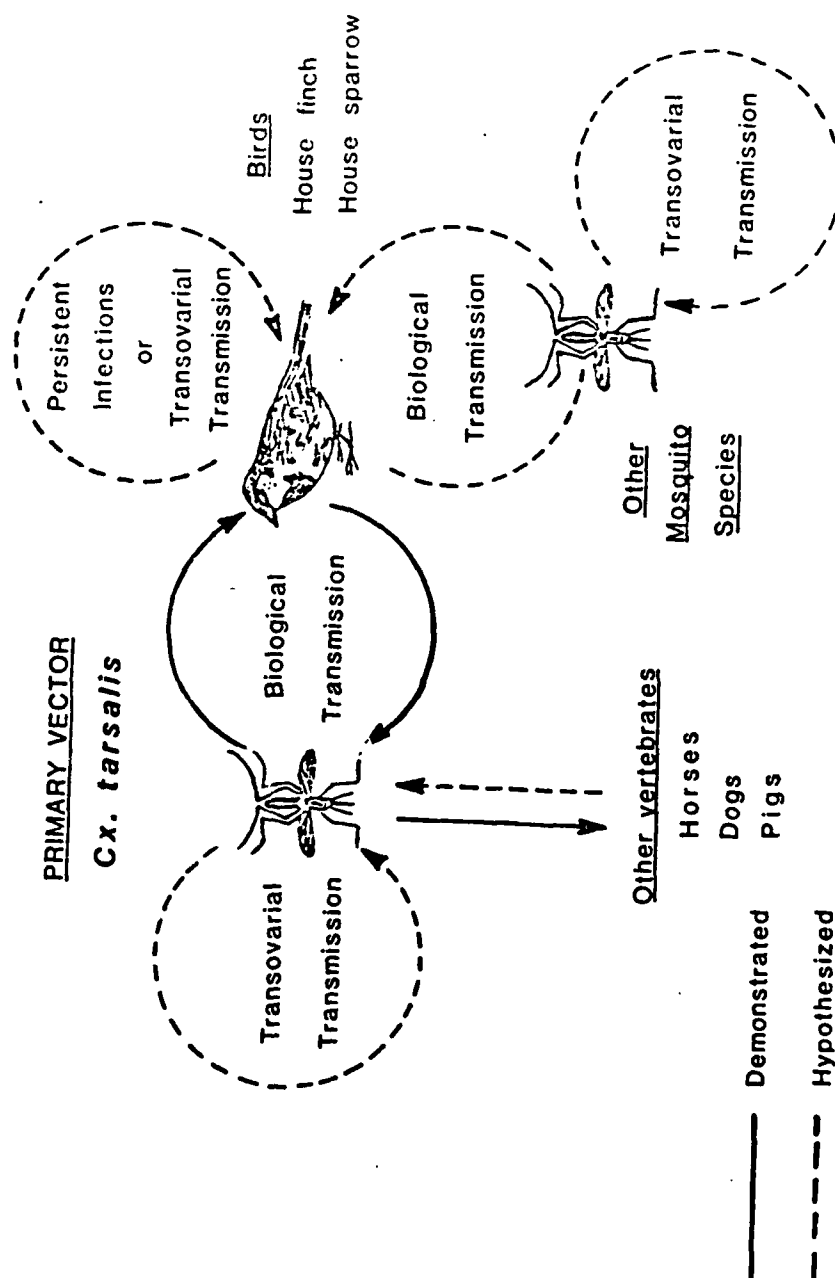 PRIMARY VECTOR
Cx. tarsalis
Transovarial
Transmission
Biological
Transmission
Persistent
Infections
or
Transovarial
Transmission
Birds
House finch
House sparrow
Biological
Transmission
Transovarial
Transmission
Other
Mosquito
Species
Other vertebrates
Horses
Dogs
Pigs
Demonstrated
Hypothesized